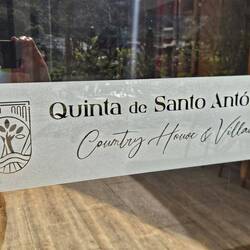 Quinta de Santo Antó
Country House & Villa